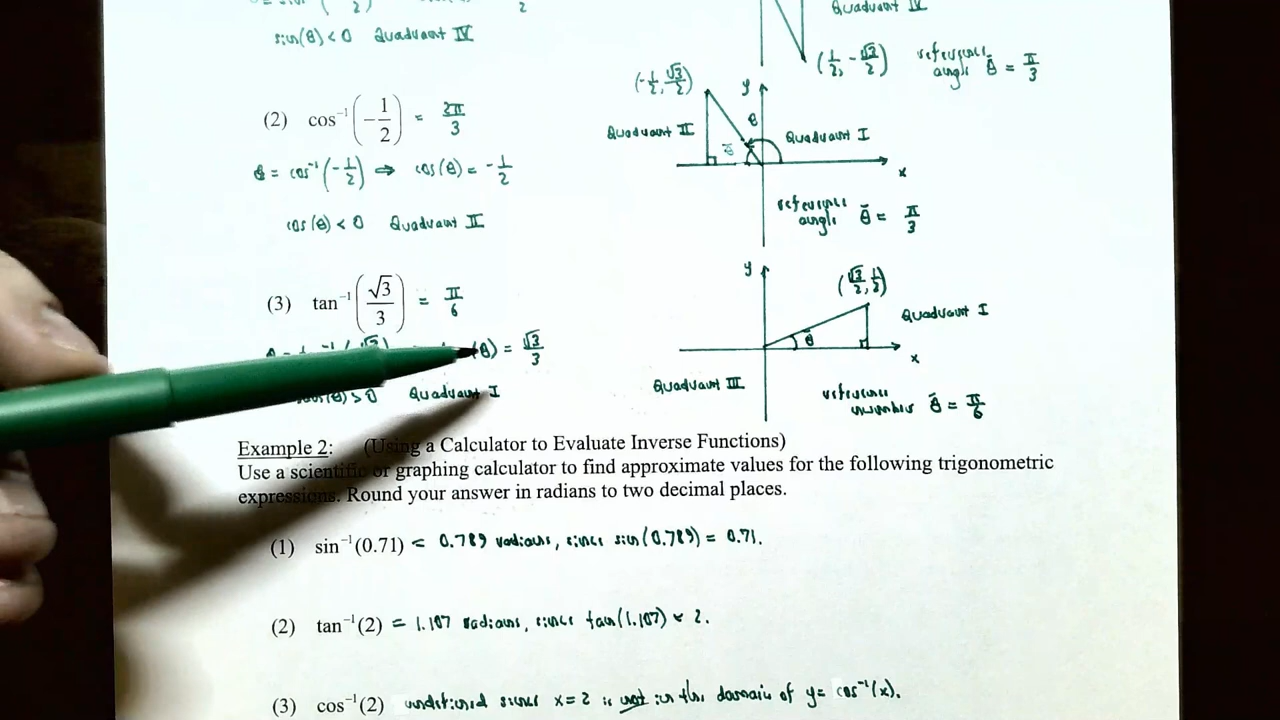 sin(θ) < 0 Quadrant IV
Quadrant IV
(1/2, -√3/2)
reference angle θ̄ = π/3
(2) cos⁻¹(-1/2) = 2π/3
θ = cos⁻¹(-1/2) ⇒ cos(θ) = -1/2
cos(θ) < 0 Quadrant II
(-1/2, √3/2)
y
Quadrant II
θ
θ̄
Quadrant I
x
reference angle θ̄ = π/3
(3) tan⁻¹(√3/3) = π/6
(θ) = √3/3
(θ) > 0 Quadrant I
y
(√3/2, 1/2)
Quadrant I
θ̄
x
Quadrant III
reference number θ̄ = π/6
Example 2: (Using a Calculator to Evaluate Inverse Functions)
Use a scientific or graphing calculator to find approximate values for the following trigonometric
expressions. Round your answer in radians to two decimal places.
(1) sin⁻¹(0.71) = 0.789 radians, since sin(0.789) = 0.71.
(2) tan⁻¹(2) = 1.107 radians, since tan(1.107) ≈ 2.
(3) cos⁻¹(2) undefined since x = 2 is not in the domain of y = cos⁻¹(x).